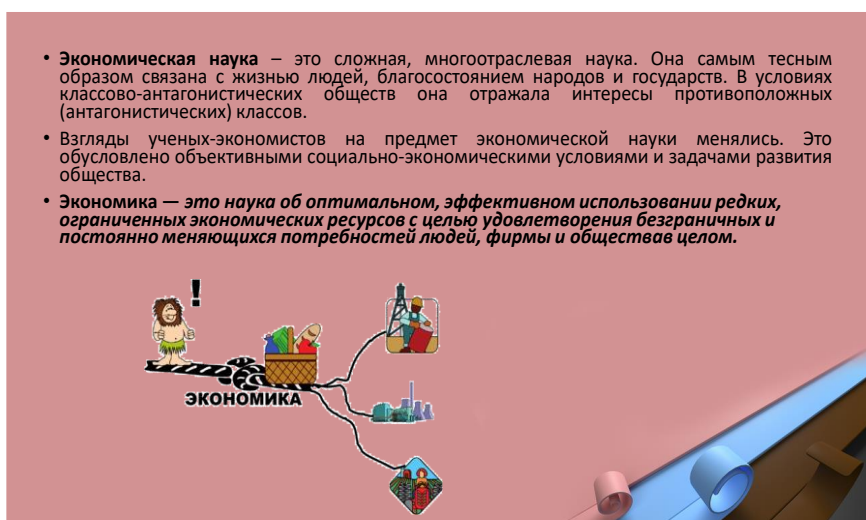 • Экономическая наука – это сложная, многоотраслевая наука. Она самым тесным
образом связана с жизнью людей, благосостоянием народов и государств. В условиях
классово-антагонистических обществ она отражала интересы противоположных
(антагонистических) классов.
• Взгляды ученых-экономистов на предмет экономической науки менялись. Это
обусловлено объективными социально-экономическими условиями и задачами развития
общества.
• Экономика — это наука об оптимальном, эффективном использовании редких,
ограниченных экономических ресурсов с целью удовлетворения безграничных и
постоянно меняющихся потребностей людей, фирмы и обществав целом.
!
ЭКОНОМИКА